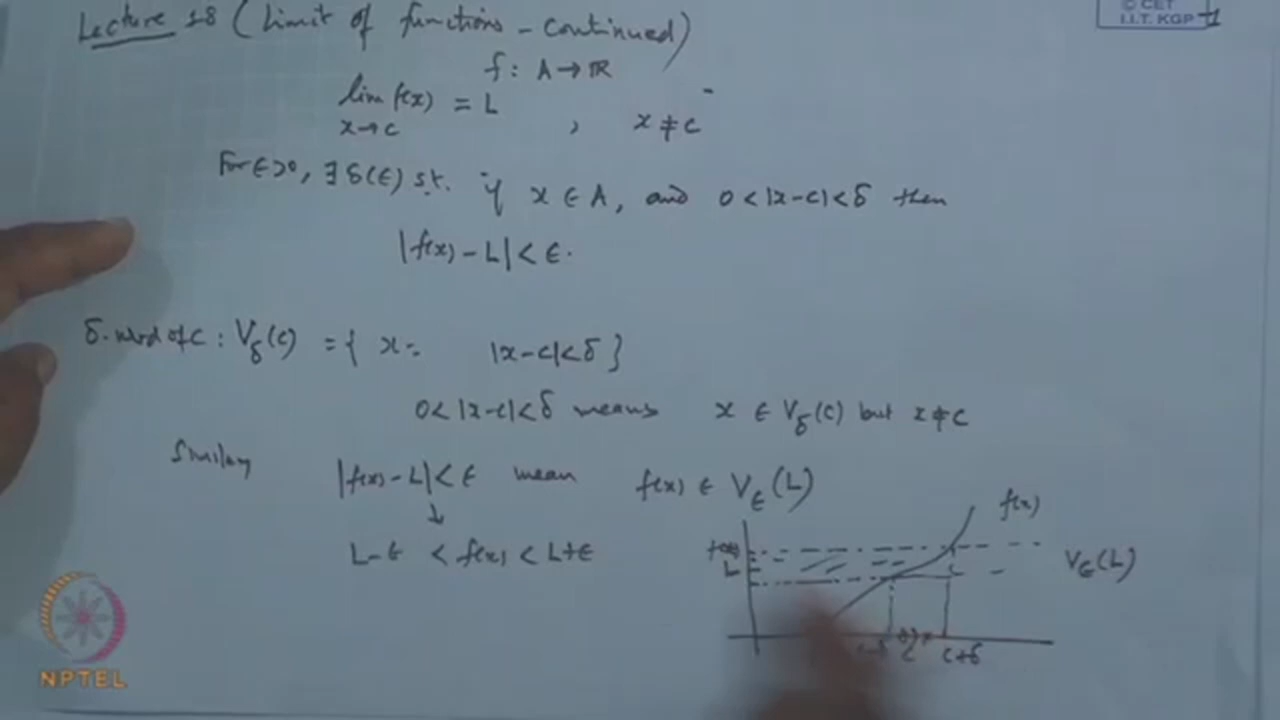 © CET
I.I.T. KGP
Lecture 18 (Limit of functions - continued)
f : A → R
lim f(x) = L , x ≠ c
x→c
For ε>0, ∃ δ(ε) s.t. if x ∈ A, and 0 < |x-c| < δ then
|f(x) - L| < ε.
δ-nbd of c : V_δ(c) = { x : |x-c| < δ }
0 < |x-c| < δ means x ∈ V_δ(c) but x ≠ c
Similarly |f(x) - L| < ε mean f(x) ∈ V_ε(L)
↓
L-ε < f(x) < L+ε
f(x)
L
V_ε(L)
c c+δ
NPTEL